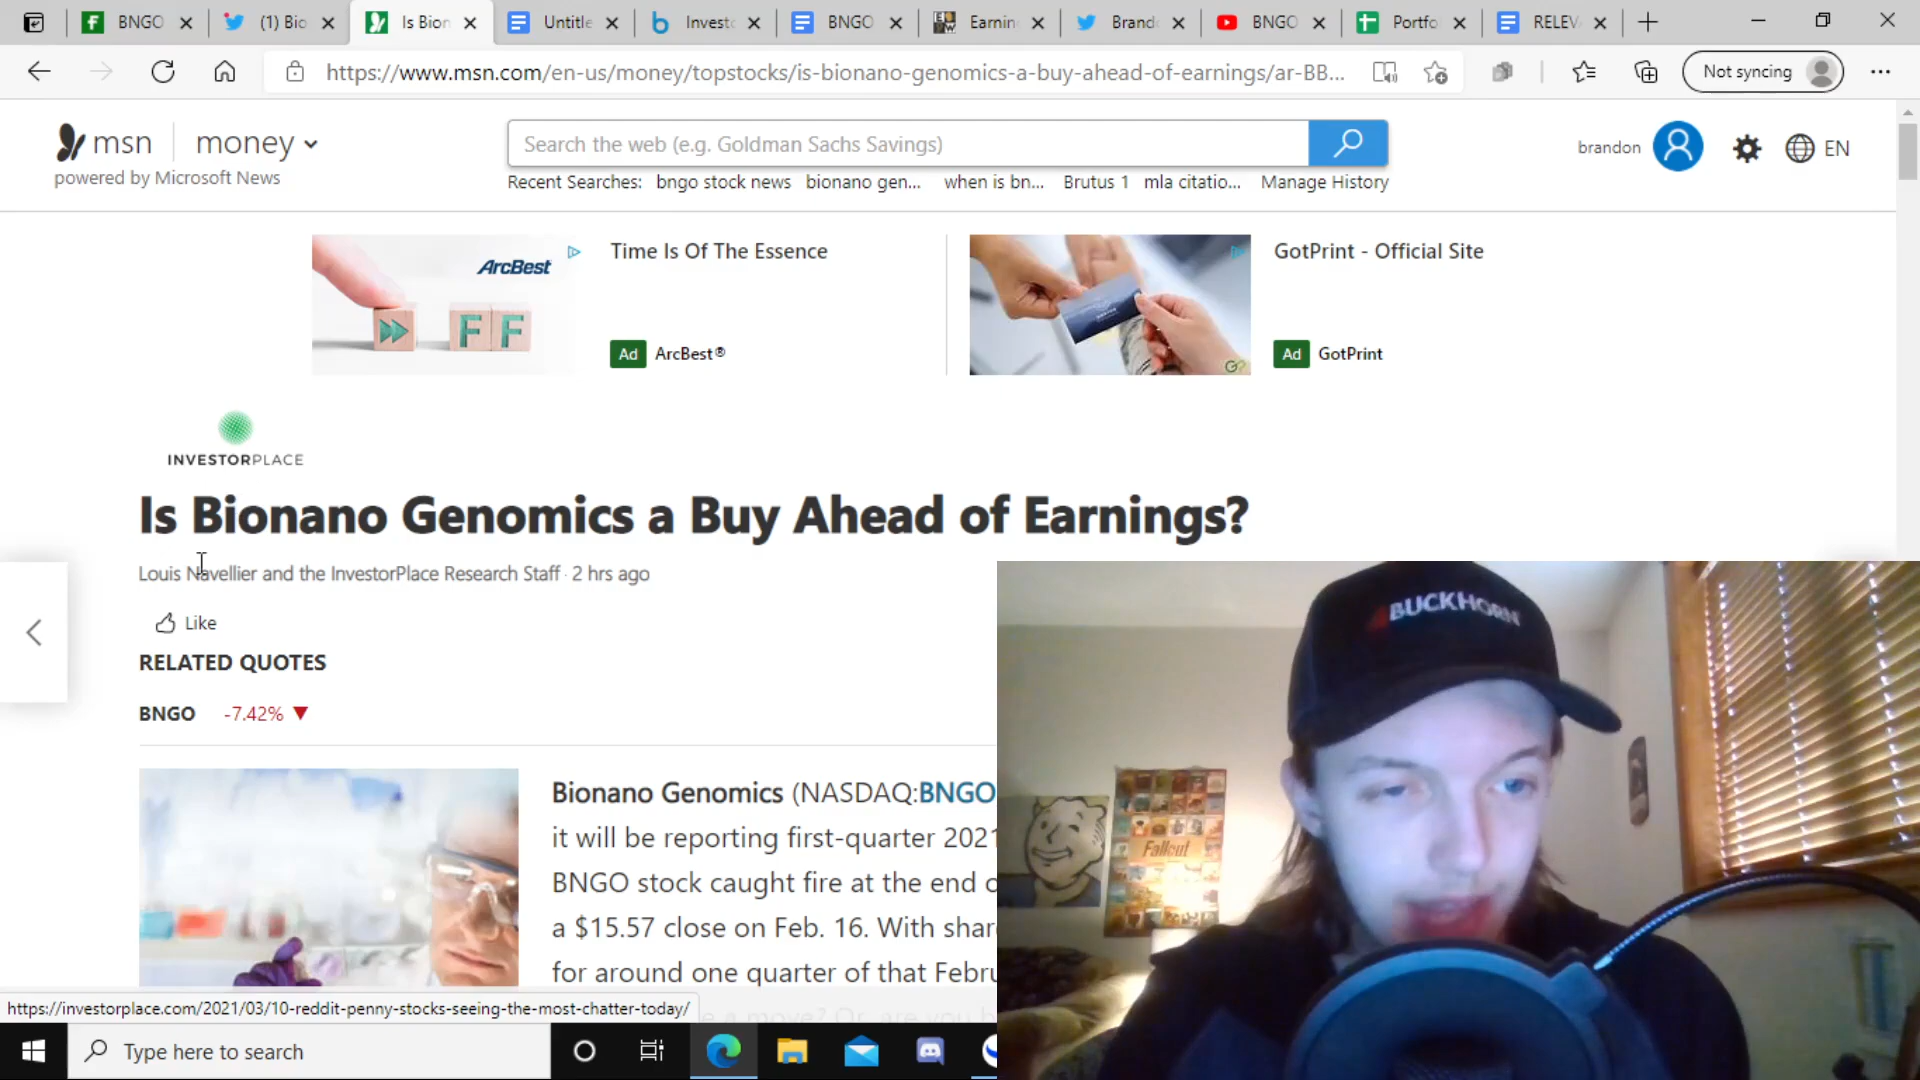 BNGO
(1) Bio
Is Bion
Untitle
Invest
BNGO
Earnin
Brand
BNGO
Portfo
RELEV
https://www.msn.com/en-us/money/topstocks/is-bionano-genomics-a-buy-ahead-of-earnings/ar-BB...
Not syncing
msn money
powered by Microsoft News
Search the web (e.g. Goldman Sachs Savings)
brandon
EN
Recent Searches: bngo stock news bionano gen... when is bn... Brutus 1 mla citatio... Manage History
ArcBest
FF
Time Is Of The Essence
Ad ArcBest®
GotPrint - Official Site
Ad GotPrint
INVESTORPLACE
Is Bionano Genomics a Buy Ahead of Earnings?
Louis Navellier and the InvestorPlace Research Staff · 2 hrs ago
Like
RELATED QUOTES
BNGO -7.42%
Bionano Genomics (NASDAQ:BNGO
it will be reporting first-quarter 2021
BNGO stock caught fire at the end
a $15.57 close on Feb. 16. With shar
for around one quarter of that Febru
e a move? Or, are you
https://investorplace.com/2021/03/10-reddit-penny-stocks-seeing-the-most-chatter-today/
Type here to search
BUCKHORN
Fallout